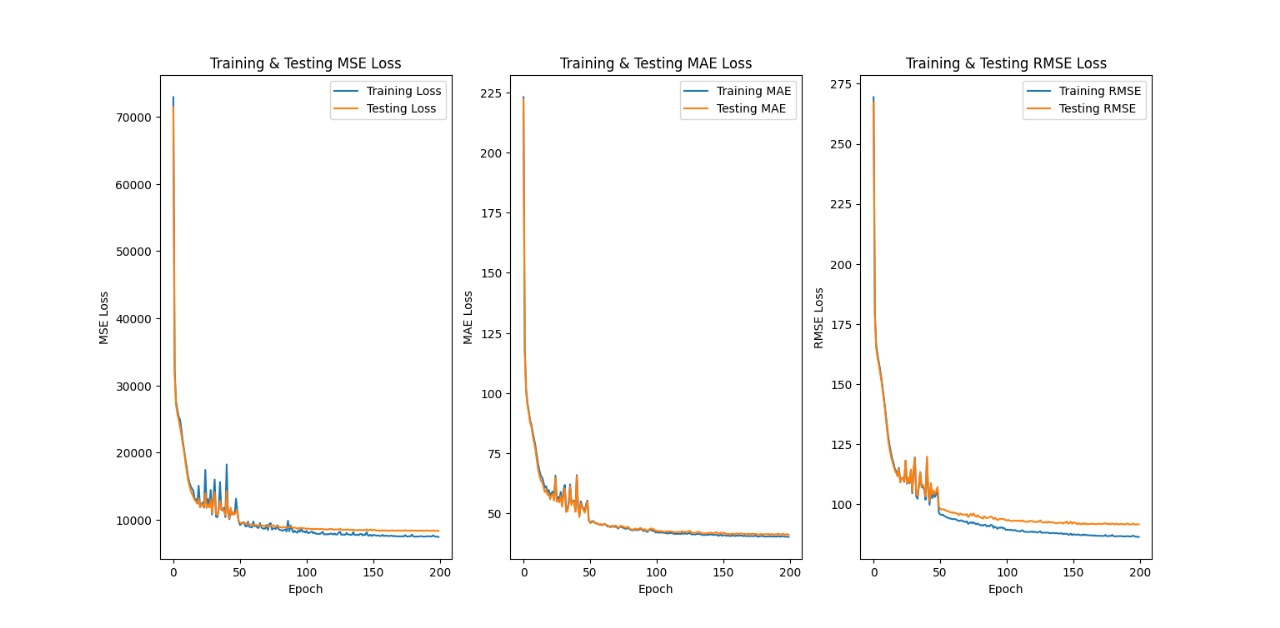 Training & Testing MSE Loss
MSE Loss
70000
60000
50000
40000
30000
20000
10000
Training Loss
Testing Loss
0
50
100
150
200
Epoch
Training & Testing MAE Loss
MAE Loss
225
200
175
150
125
100
75
50
Training MAE
Testing MAE
0
50
100
150
200
Epoch
Training & Testing RMSE Loss
RMSE Loss
275
250
225
200
175
150
125
100
Training RMSE
Testing RMSE
0
50
100
150
200
Epoch